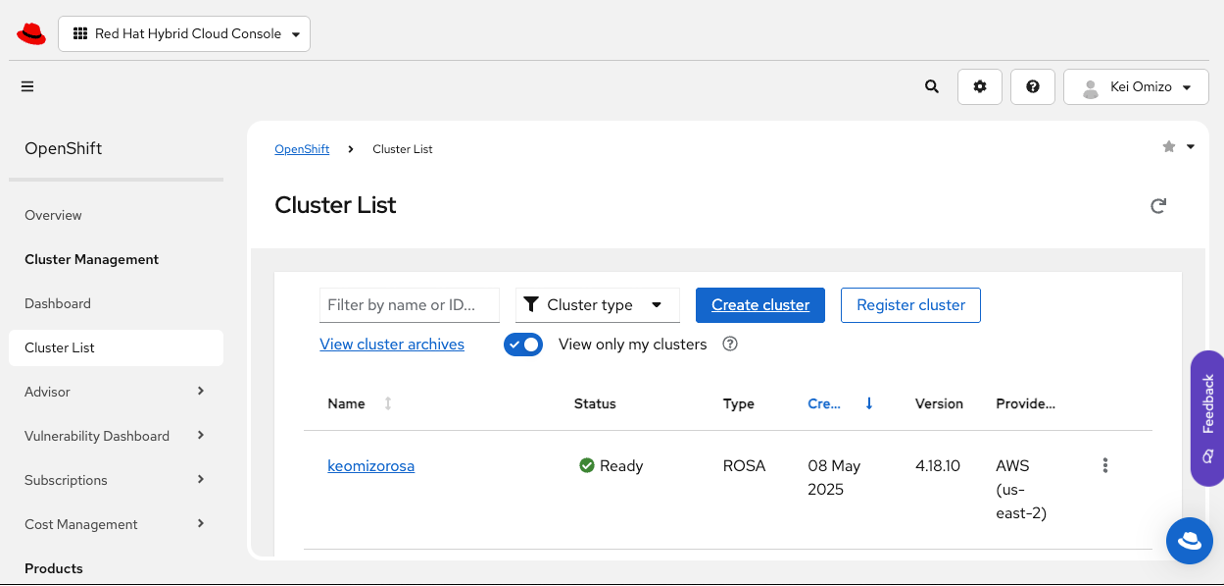 Red Hat Hybrid Cloud Console
Kei Omizo
OpenShift
Overview
Cluster Management
Dashboard
Cluster List
Advisor
Vulnerability Dashboard
Subscriptions
Cost Management
Products
OpenShift Cluster List
Cluster List
Filter by name or ID... Cluster type Create cluster Register cluster
View cluster archives View only my clusters
Name Status Type Cre... Version Provide...
keomizorosa Ready ROSA 08 May 4.18.10 AWS
2025 (us-
east-2)
Feedback